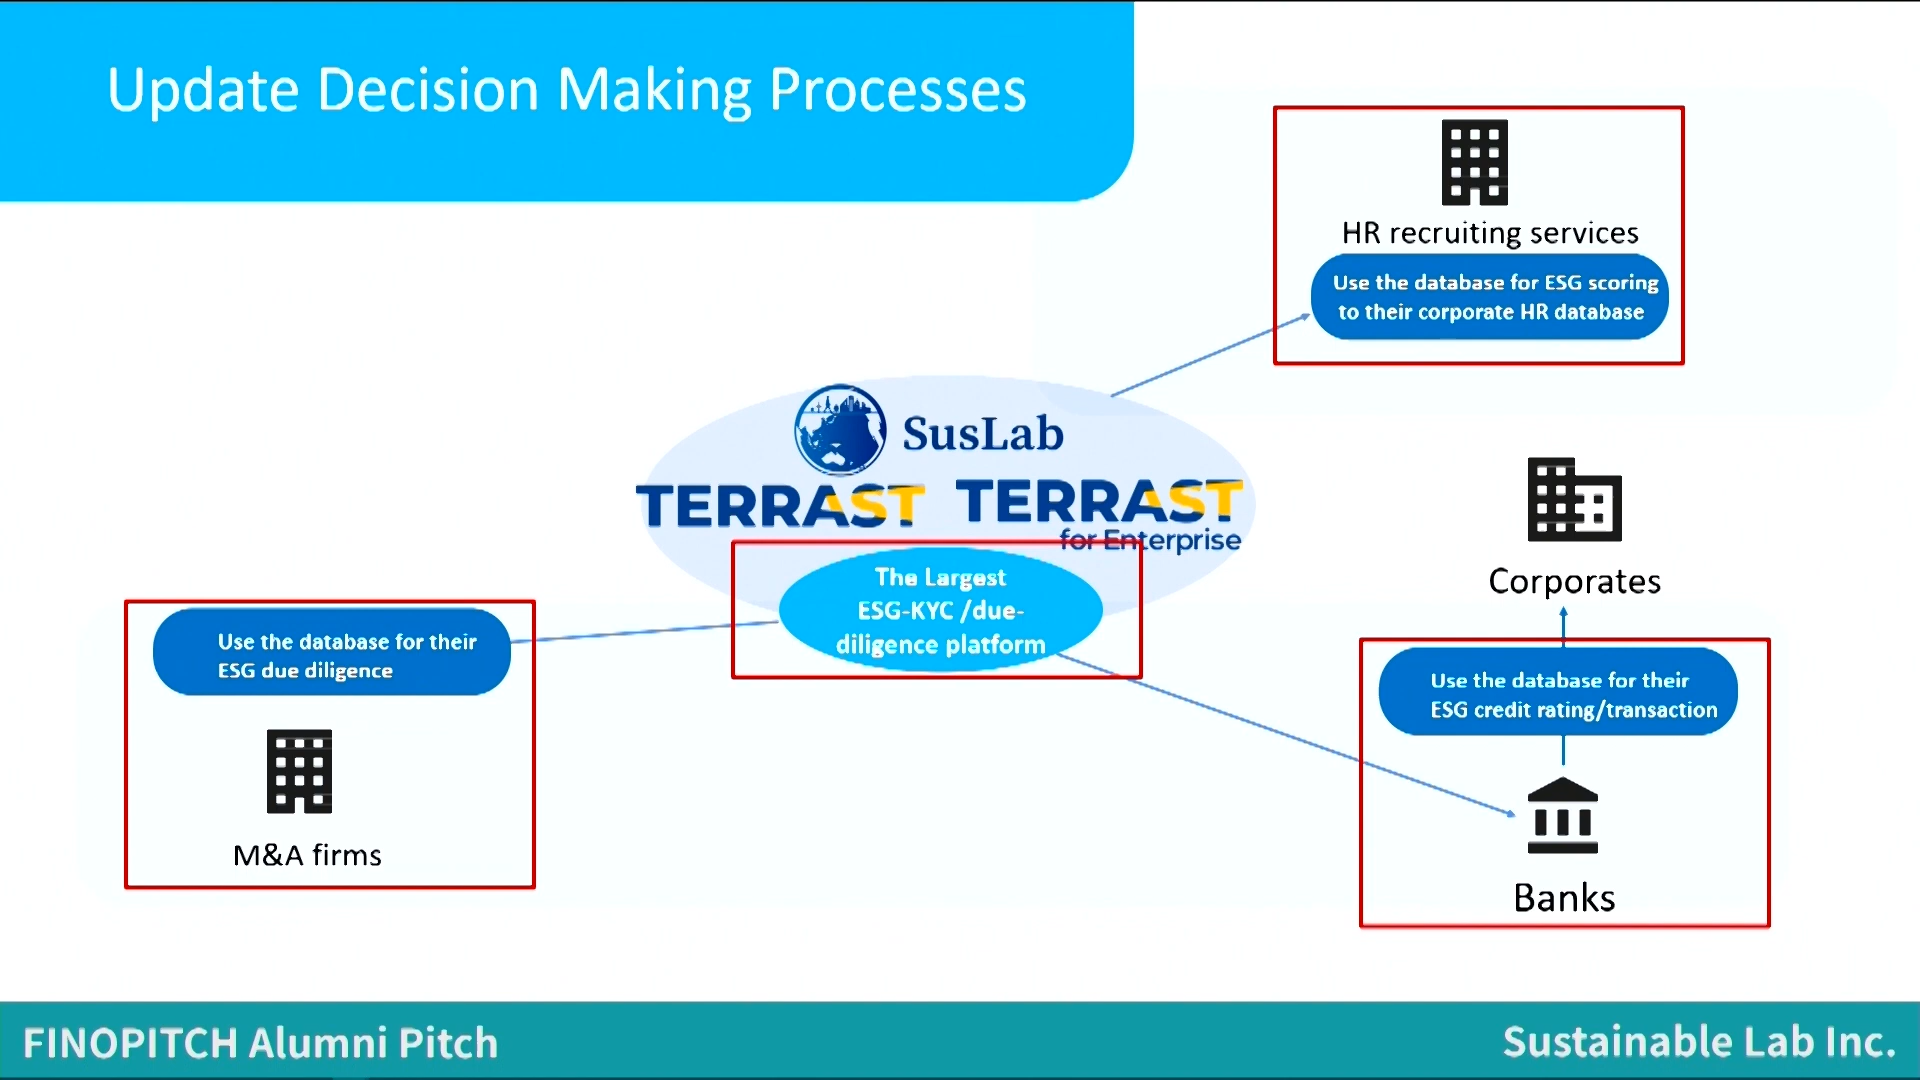 Update Decision Making Processes
HR recruiting services
Use the database for ESG scoring
to their corporate HR database
SusLab
TERRAST TERRAST
for Enterprise
The Largest
ESG-KYC /due-
diligence platform
Corporates
Use the database for their
ESG due diligence
M&A firms
Use the database for their
ESG credit rating/transaction
Banks
FINOPITCH Alumni Pitch
Sustainable Lab Inc.